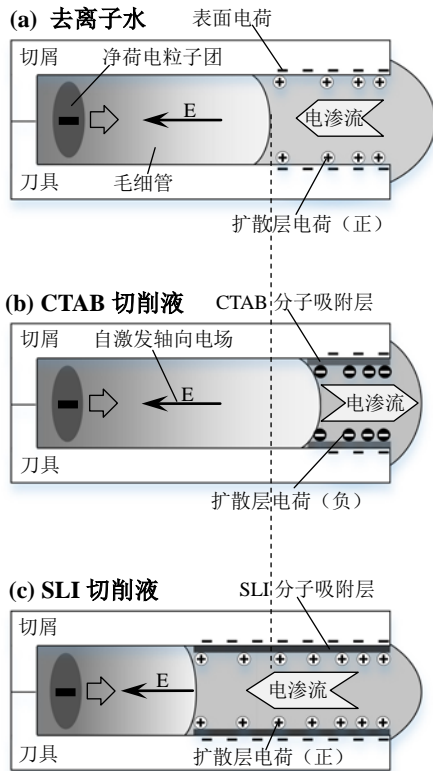 (a) 去离子水
表面电荷
切屑
净荷电粒子团
E
电渗流
刀具
毛细管
扩散层电荷（正）
(b) CTAB 切削液
CTAB 分子吸附层
切屑
自激发轴向电场
E
电渗流
刀具
扩散层电荷（负）
(c) SLI 切削液
SLI 分子吸附层
切屑
E
电渗流
刀具
扩散层电荷（正）